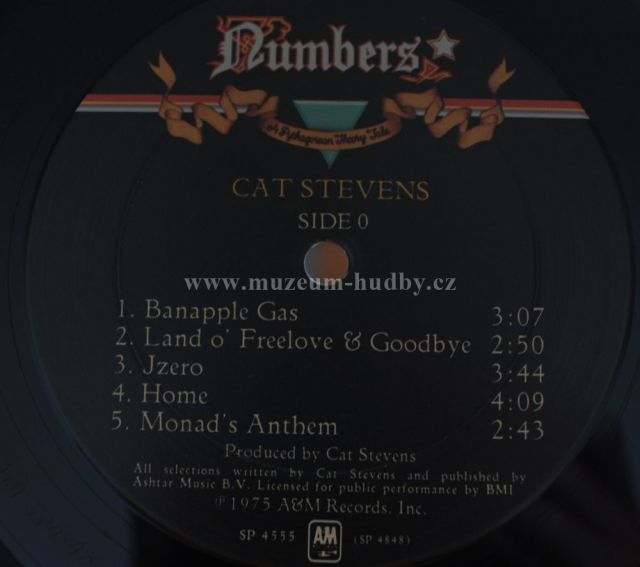 Numbers
A Pythagorean Theory Tale
CAT STEVENS
SIDE 0
www.muzeum-hudby.cz
1. Banapple Gas 3:07
2. Land o' Freelove & Goodbye 2:50
3. Jzero 3:44
4. Home 4:09
5. Monad's Anthem 2:43
Produced by Cat Stevens
All selections written by Cat Stevens and published by
Ashtar Music B.V. Licensed for public performance by BMI
℗ 1975 A&M Records, Inc.
SP 4555 A&M (SP 4848)